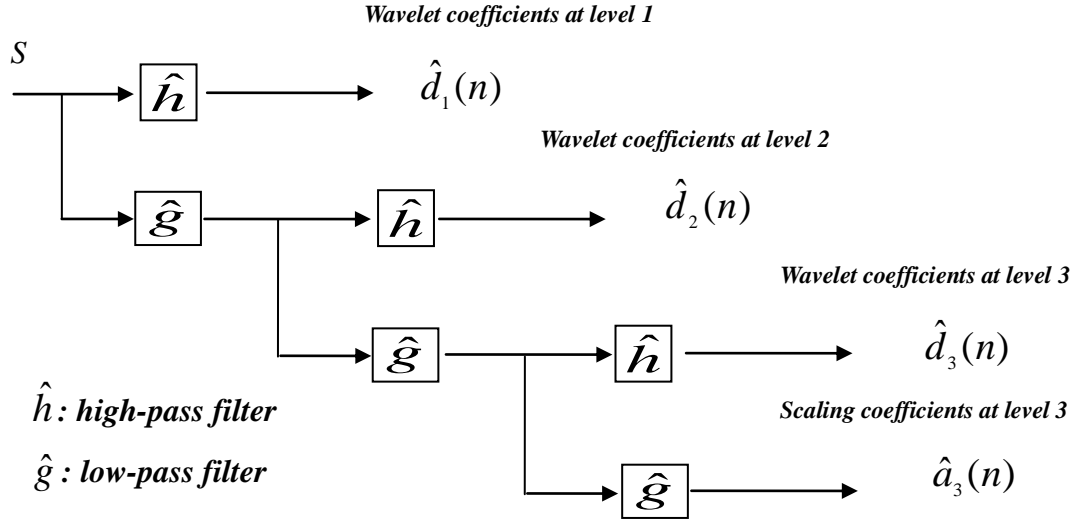 Wavelet coefficients at level 1
S
ĥ
d̂₁(n)
Wavelet coefficients at level 2
ĝ
ĥ
d̂₂(n)
Wavelet coefficients at level 3
ĝ
ĥ
d̂₃(n)
ĥ : high-pass filter
Scaling coefficients at level 3
ĝ : low-pass filter
ĝ
â₃(n)